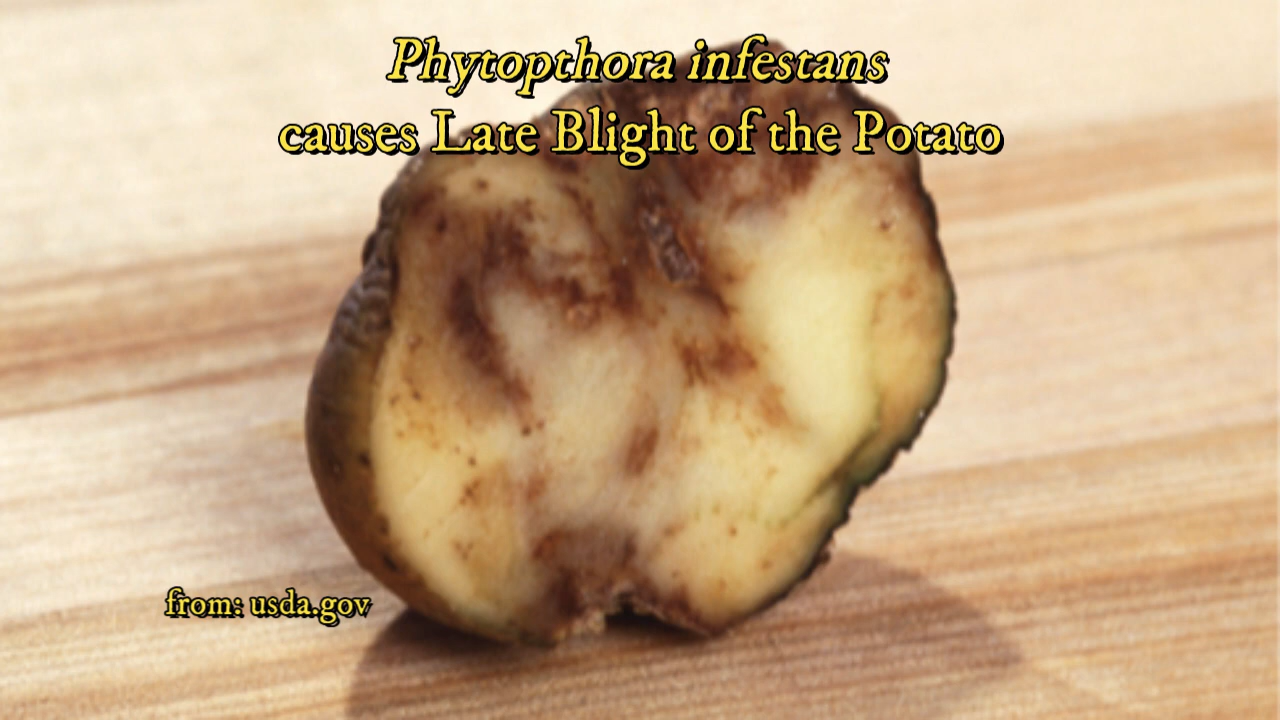 Phytopthora infestans
causes Late Blight of the Potato
from: usda.gov